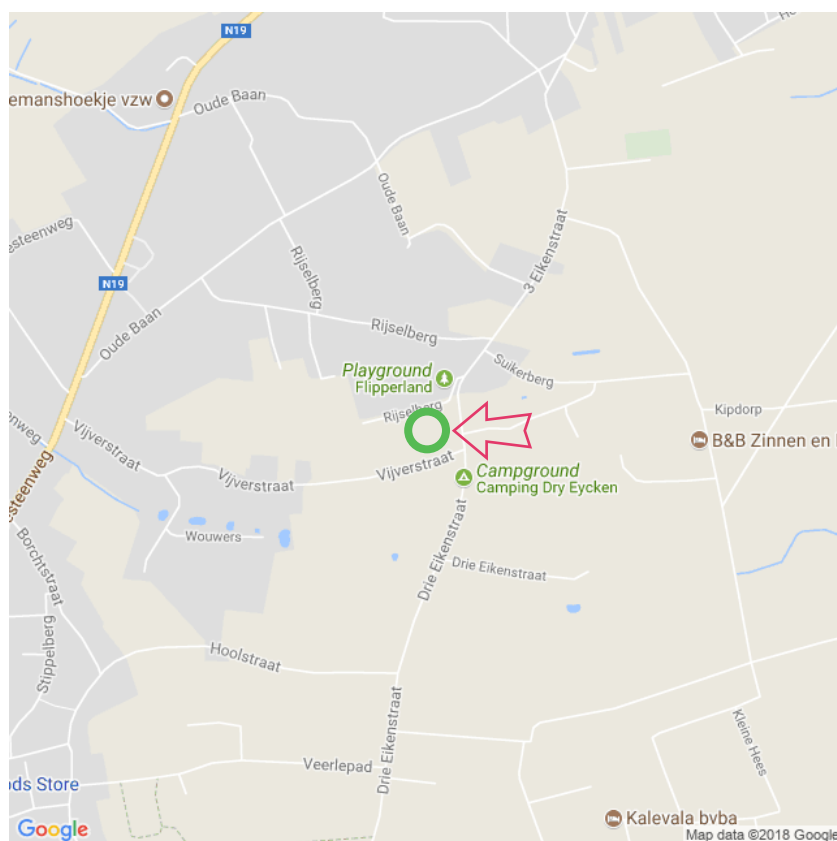 N19
emanshoekje vzw
Oude Baan
Oude Baan
esteenweg
Rijselberg
3 Eikenstraat
N19
Oude Baan
Rijselberg
Suikerberg
Playground
Flipperland
Rijselberg
Kipdorp
eenweg
Vijverstraat
B&B Zinnen en
esteenweg
Vijverstraat
Vijverstraat
Campground
Camping Dry Eycken
Wouwers
Borchtstraat
Drie Eikenstraat
Drie Eikenstraat
Stippelberg
Hoolstraat
Drie Eikenstraat
Kleine Hees
Veerlepad
ods Store
Kalevala bvba
Google
Map data ©2018 Google